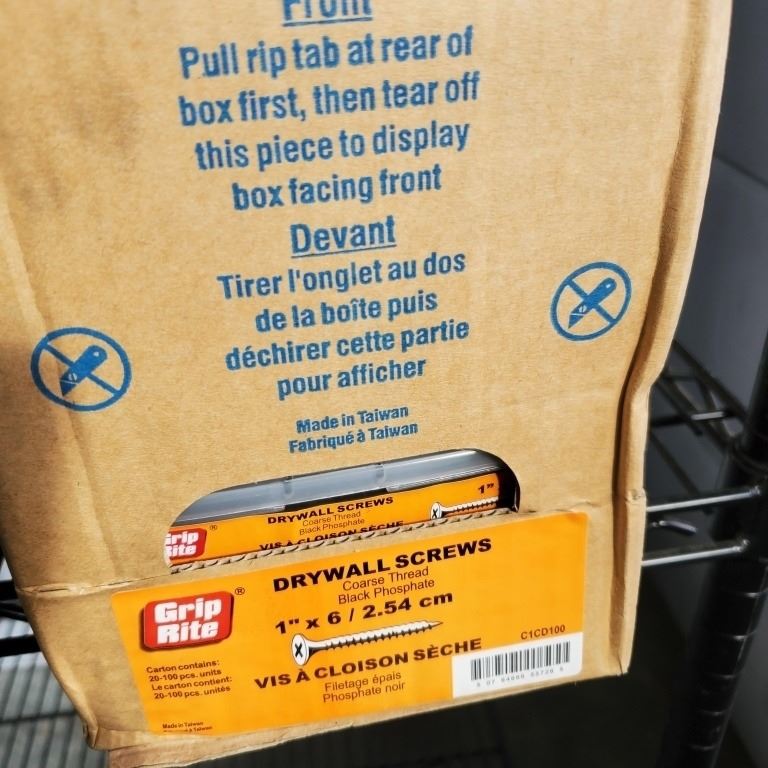 Front
Pull rip tab at rear of
box first, then tear off
this piece to display
box facing front
Devant
Tirer l'onglet au dos
de la boîte puis
déchirer cette partie
pour afficher
Made in Taiwan
Fabriqué à Taiwan
DRYWALL SCREWS
1"
Coarse Thread
Black Phosphate
VIS À CLOISON SÈCHE
Grip
Rite
®
DRYWALL SCREWS
Coarse Thread
Black Phosphate
1" x 6 / 2.54 cm
Grip
Rite
®
C1CD100
VIS À CLOISON SÈCHE
Filetage épais
Phosphate noir
Carton contains:
20-100 pcs. units
Le carton contient:
20-100 pcs. unités
Made in Taiwan